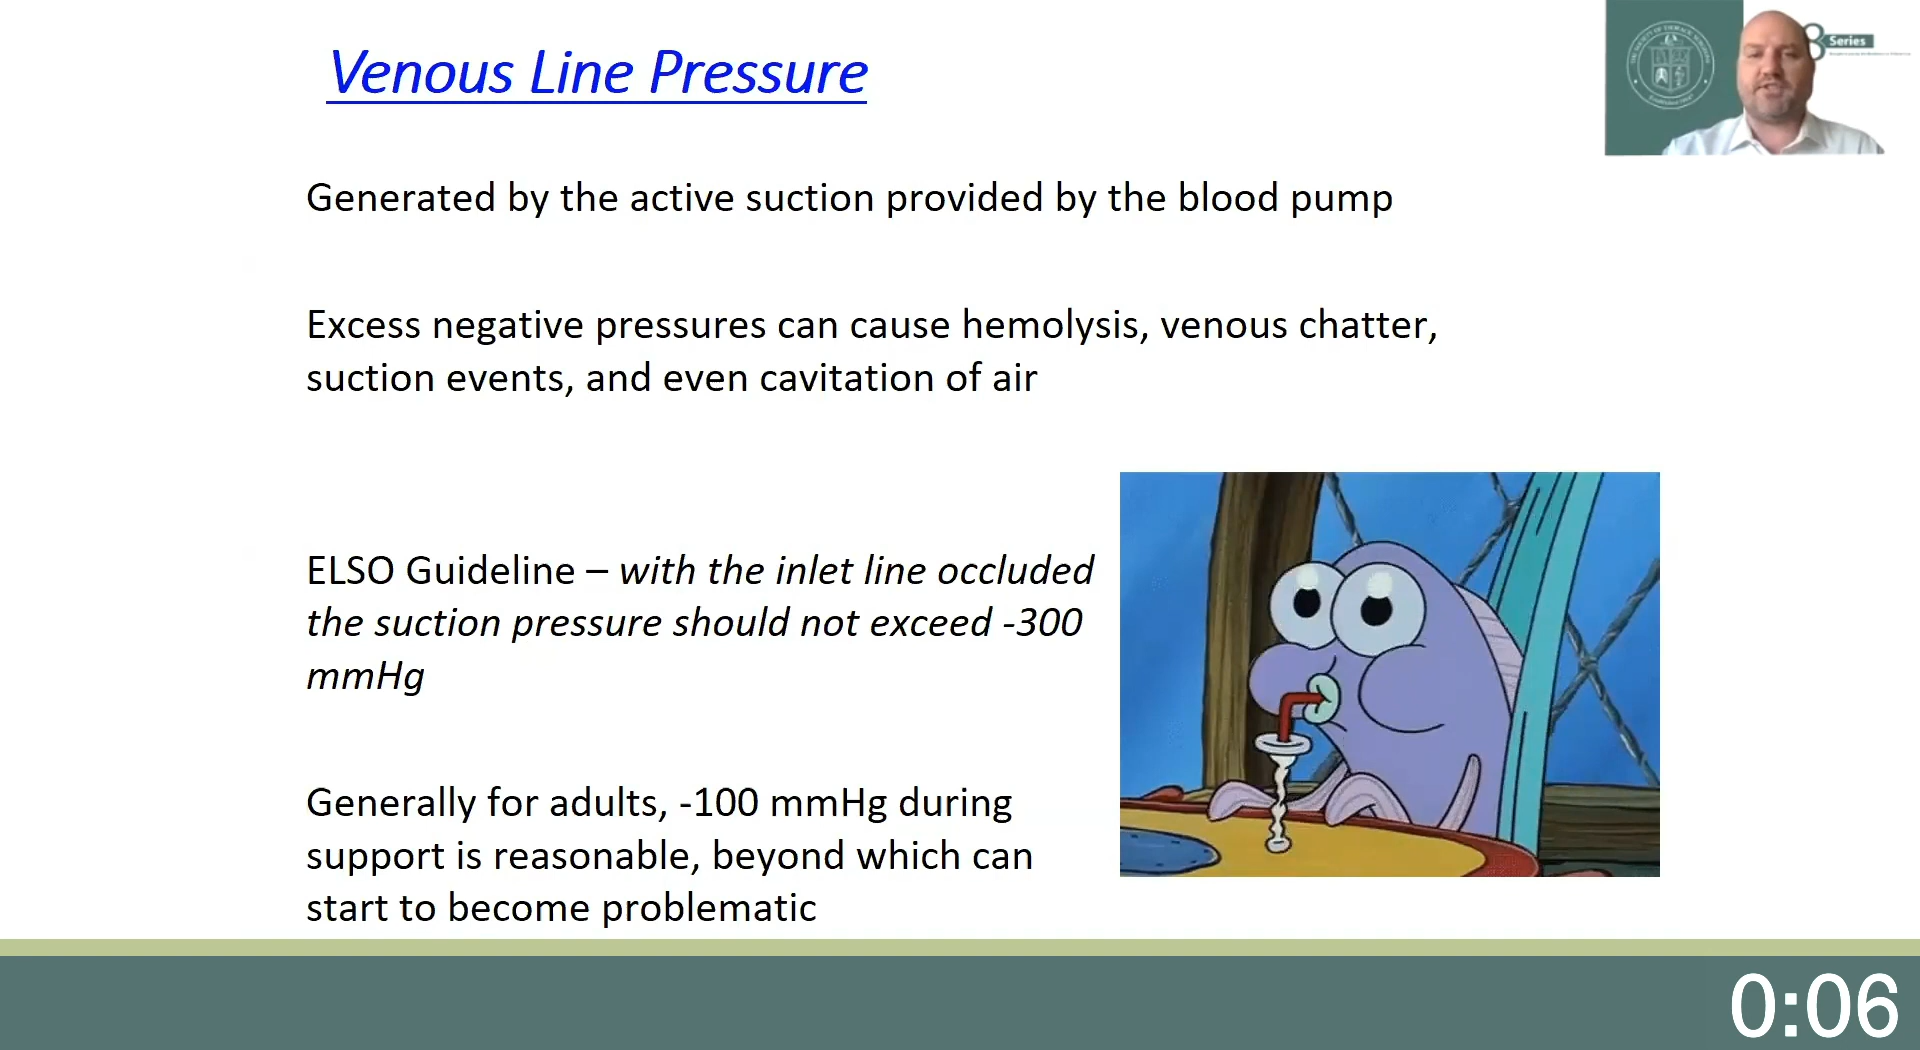 Venous Line Pressure
Series
Generated by the active suction provided by the blood pump
Excess negative pressures can cause hemolysis, venous chatter,
suction events, and even cavitation of air
ELSO Guideline – with the inlet line occluded
the suction pressure should not exceed -300
mmHg
Generally for adults, -100 mmHg during
support is reasonable, beyond which can
start to become problematic
0:06